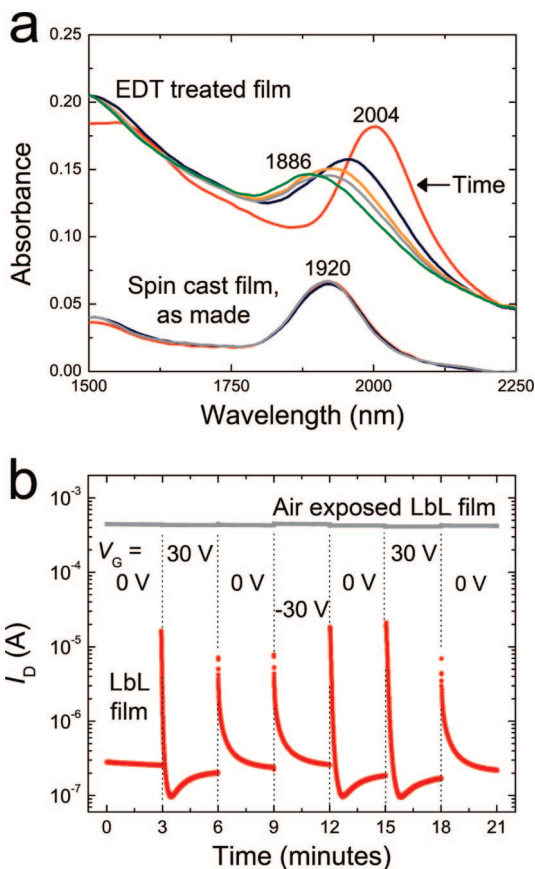 a
0.25
0.20
0.15
0.10
0.05
0.00
Absorbance
EDT treated film
2004
1886
Time
Spin cast film,
as made
1920
1500
1750
2000
2250
Wavelength (nm)
b
10⁻³
10⁻⁴
10⁻⁵
10⁻⁶
10⁻⁷
I_D (A)
Air exposed LbL film
V_G =
0 V
30 V
0 V
-30 V
0 V
30 V
0 V
LbL
film
0 3 6 9 12 15 18 21
Time (minutes)